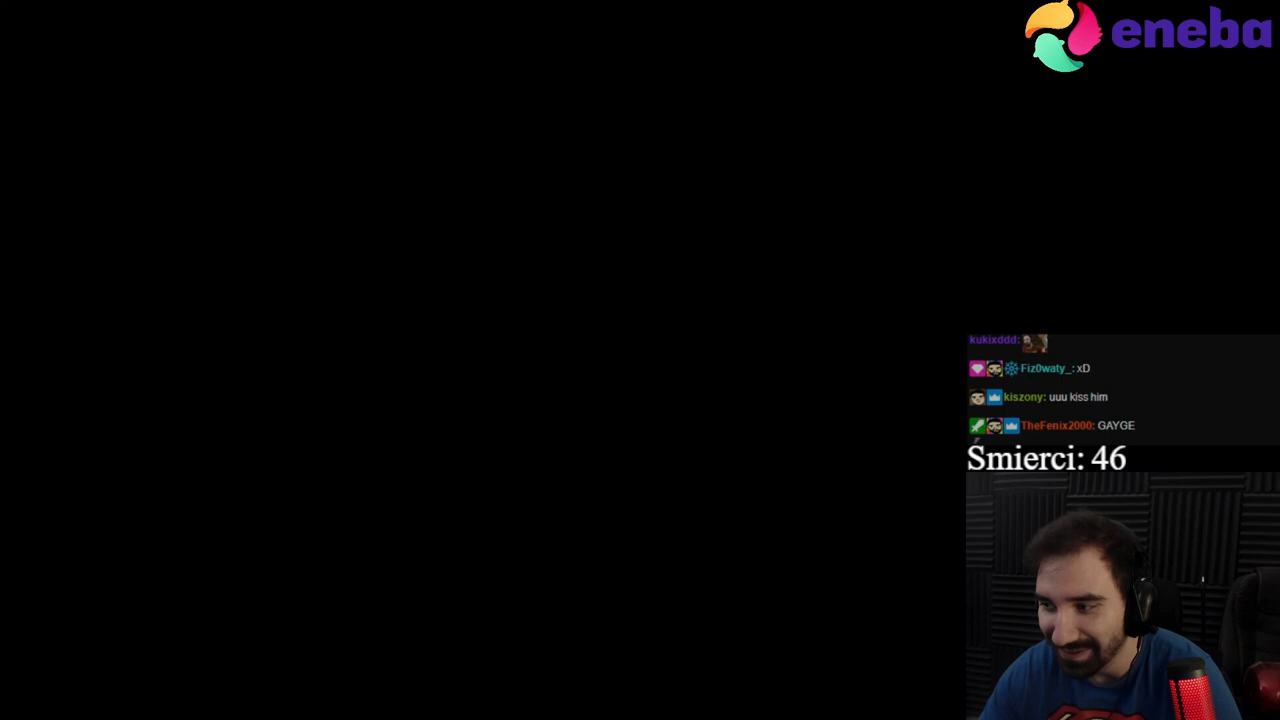 eneba
kukixddd:
Fiz0waty_: xD
kiszony: uuu kiss him
TheFenix2000: GAYGE
Śmierci: 46